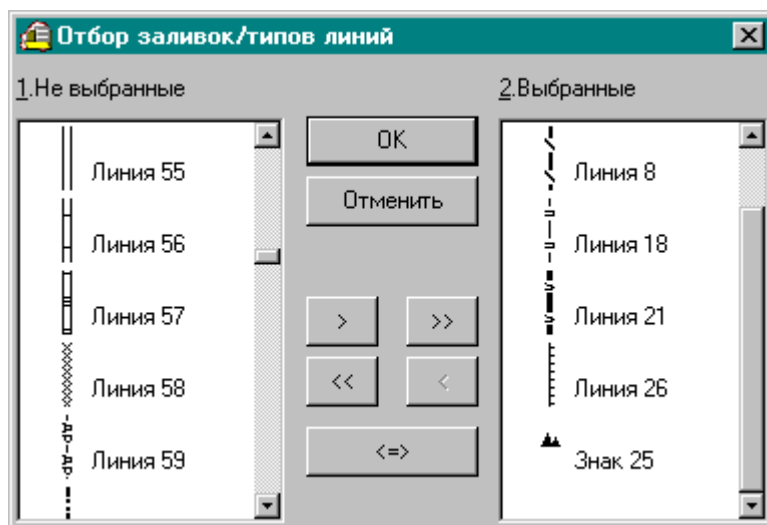 Отбор заливок/типов линий
1.Не выбранные
Линия 55
Линия 56
Линия 57
Линия 58
Линия 59
OK
Отменить
>
>>
<<
<
<=>
2.Выбранные
Линия 8
Линия 18
Линия 21
Линия 26
Знак 25